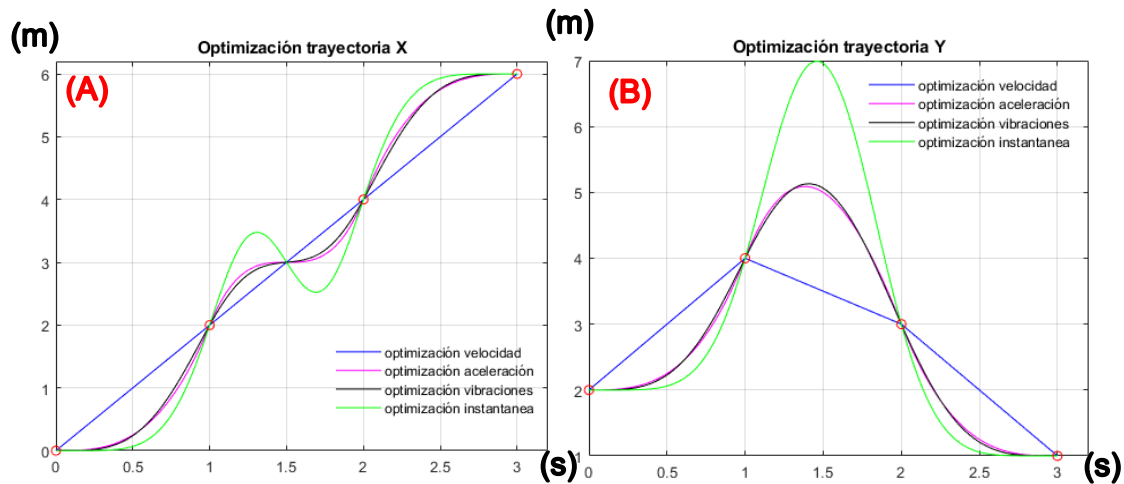 (m)
Optimización trayectoria X
(A)
6
5
4
3
2
1
0
optimización velocidad
optimización aceleración
optimización vibraciones
optimización instantanea
0 1 1.5 2 2.5 3
(s)
(m)
Optimización trayectoria Y
(B)
7
6
5
4
3
2
1
optimización velocidad
optimización aceleración
optimización vibraciones
optimización instantanea
0 0.5 1 1.5 2 2.5 3
(s)